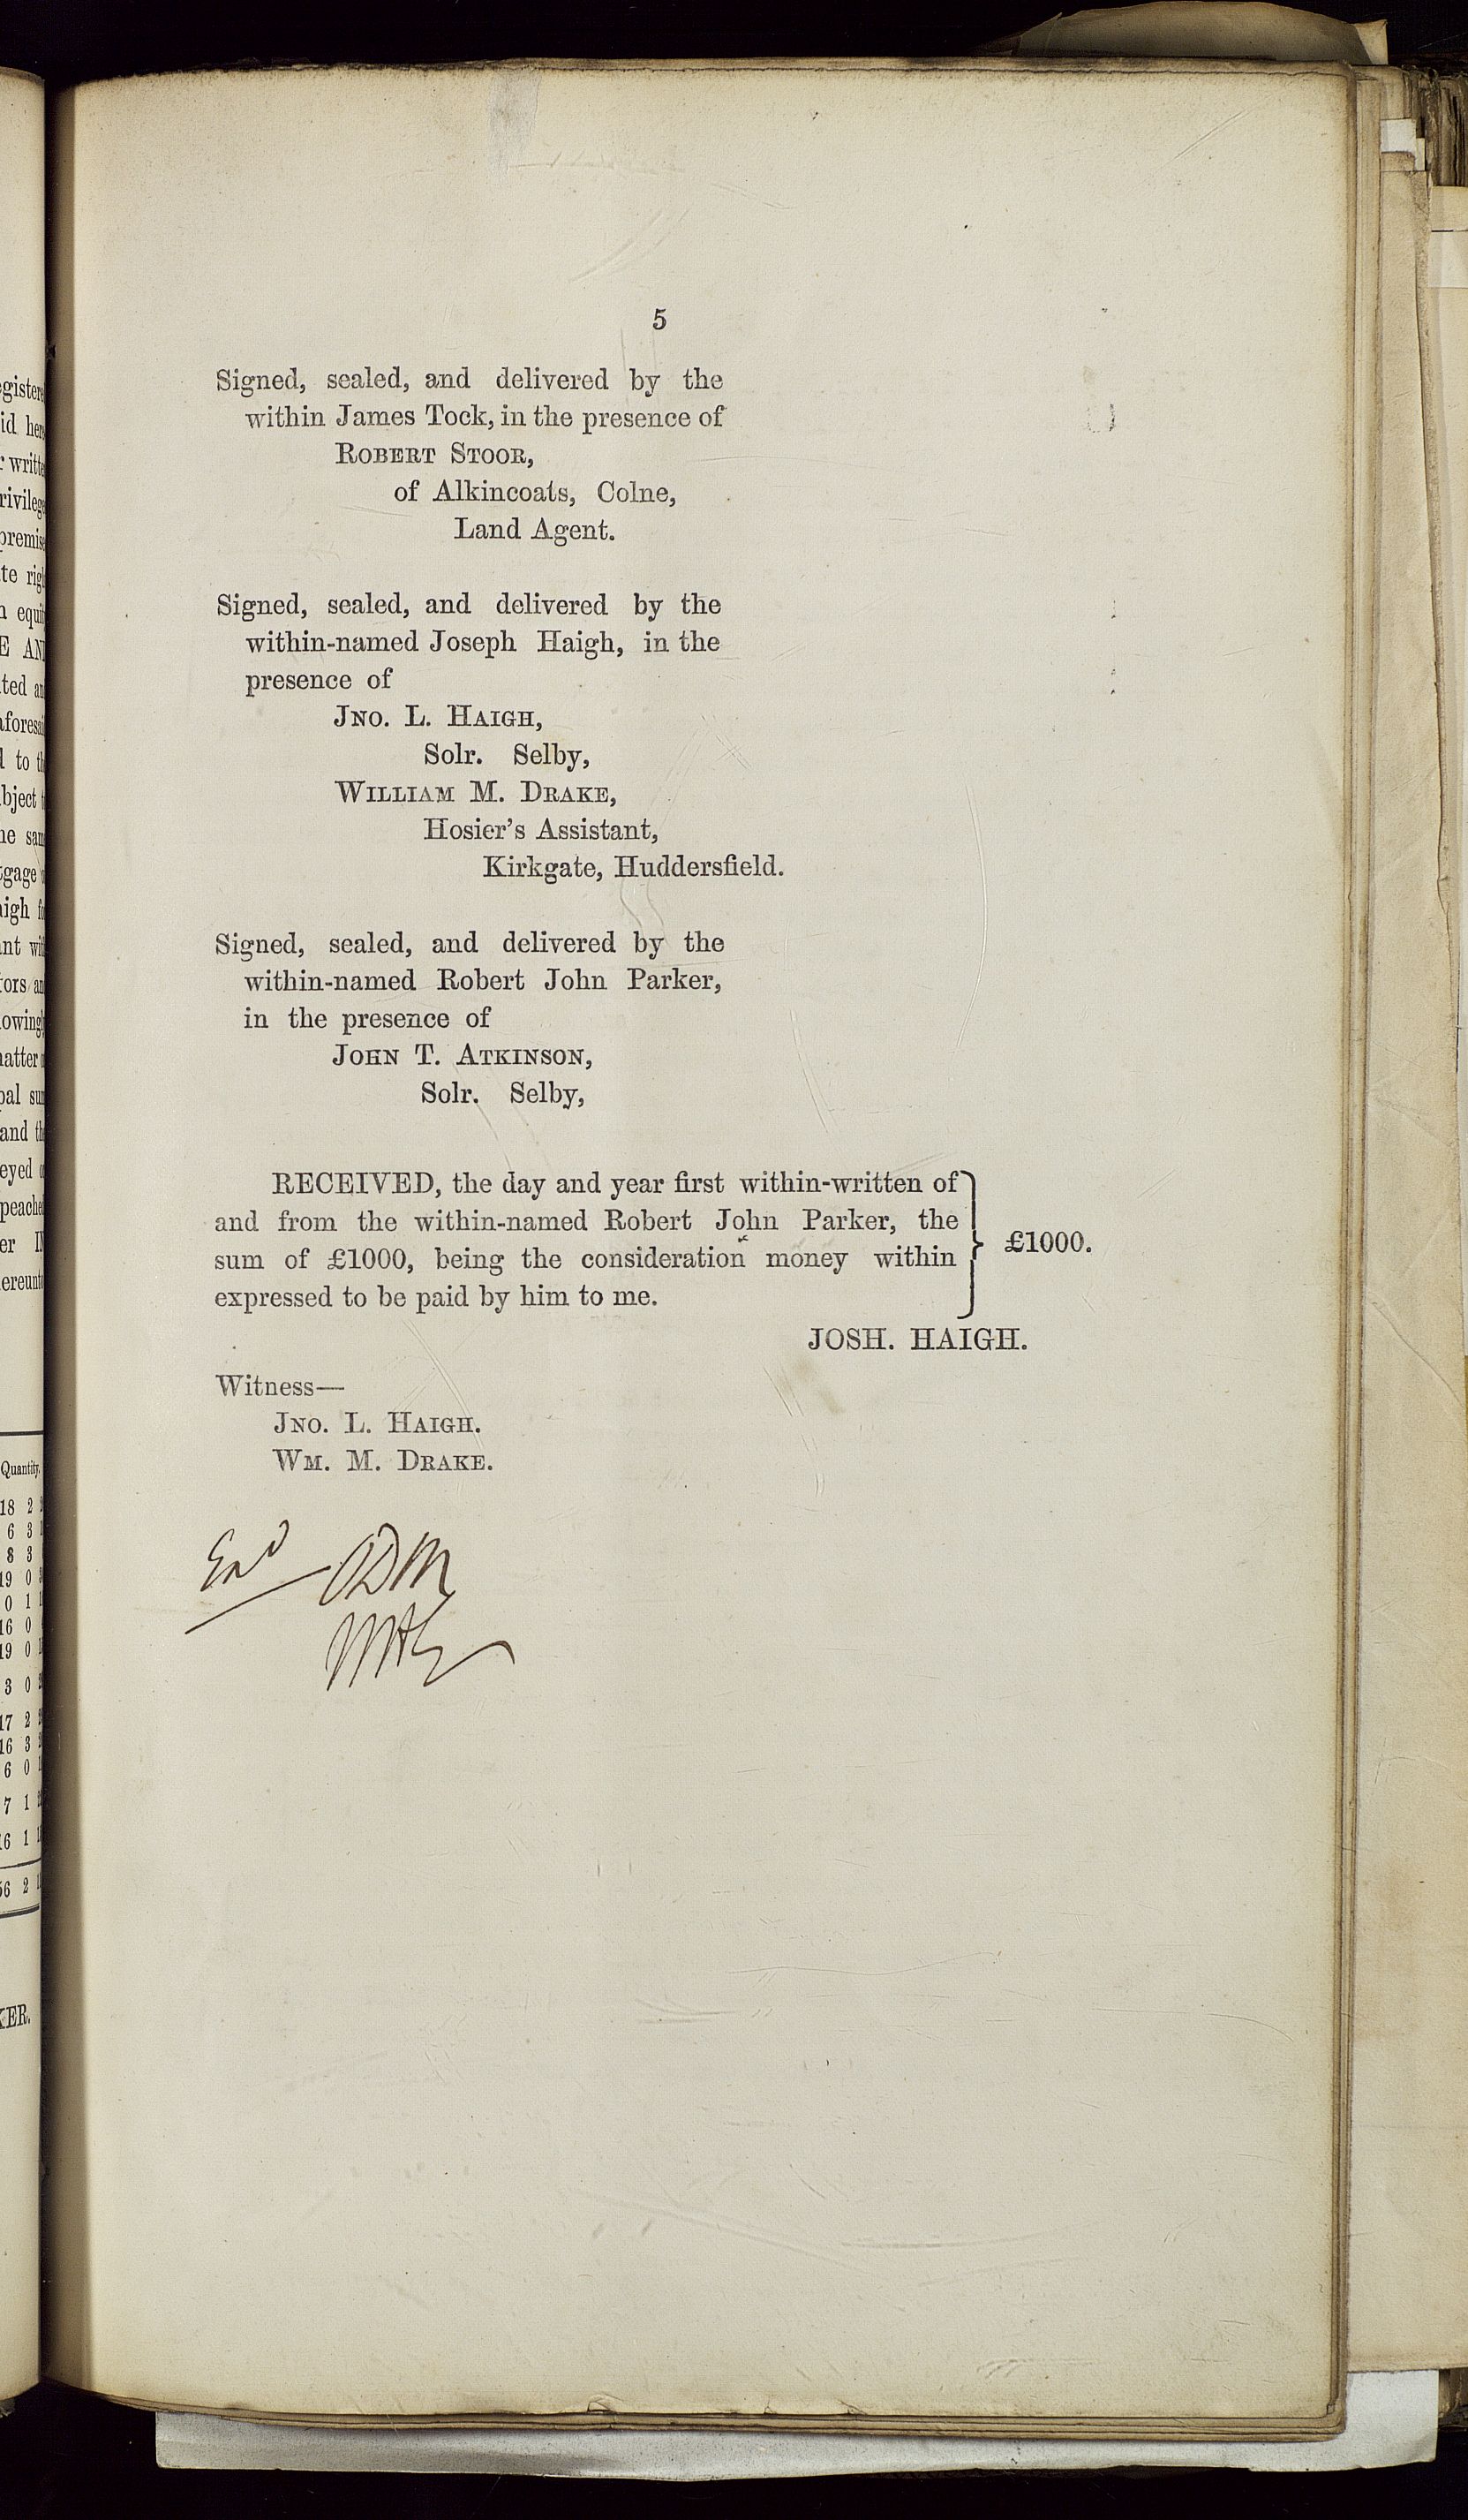 5
Signed, sealed, and delivered by the
within James Tock, in the presence of
ROBERT STOOR,
of Alkincoats, Colne,
Land Agent.
Signed, sealed, and delivered by the
within-named Joseph Haigh, in the
presence of
JNO. L. HAIGH,
Solr. Selby,
WILLIAM M. DRAKE,
Hosier's Assistant,
Kirkgate, Huddersfield.
Signed, sealed, and delivered by the
within-named Robert John Parker,
in the presence of
JOHN T. ATKINSON,
Solr. Selby,
RECEIVED, the day and year first within-written of
and from the within-named Robert John Parker, the
sum of £1000, being the consideration money within
expressed to be paid by him to me.
£1000.
JOSH. HAIGH.
Witness—
JNO. L. HAIGH.
WM. M. DRAKE.